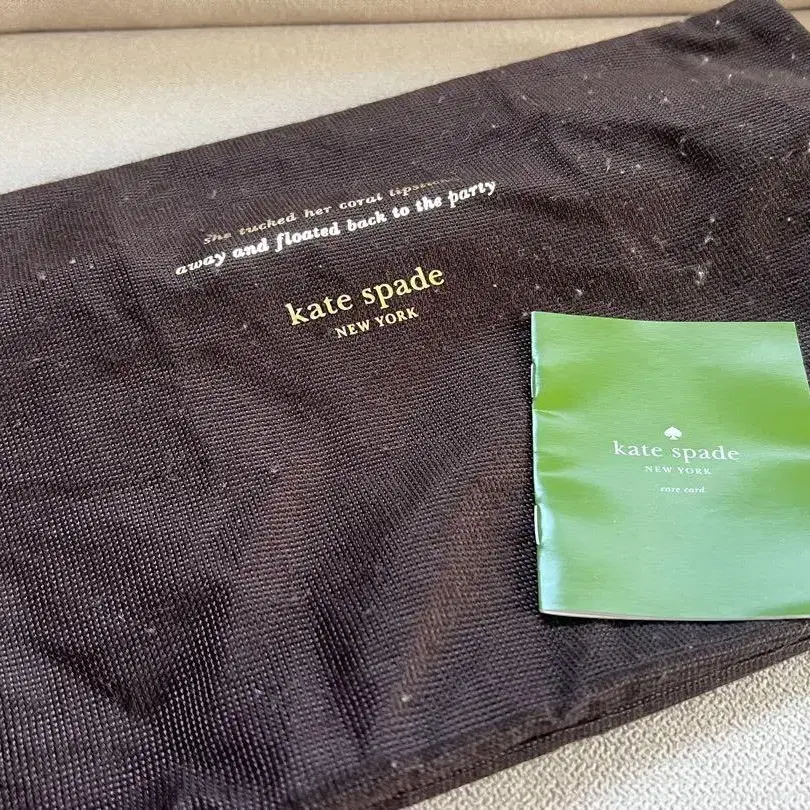 she tucked her coral lipstick
away and floated back to the party
kate spade
NEW YORK
kate spade
NEW YORK
care card